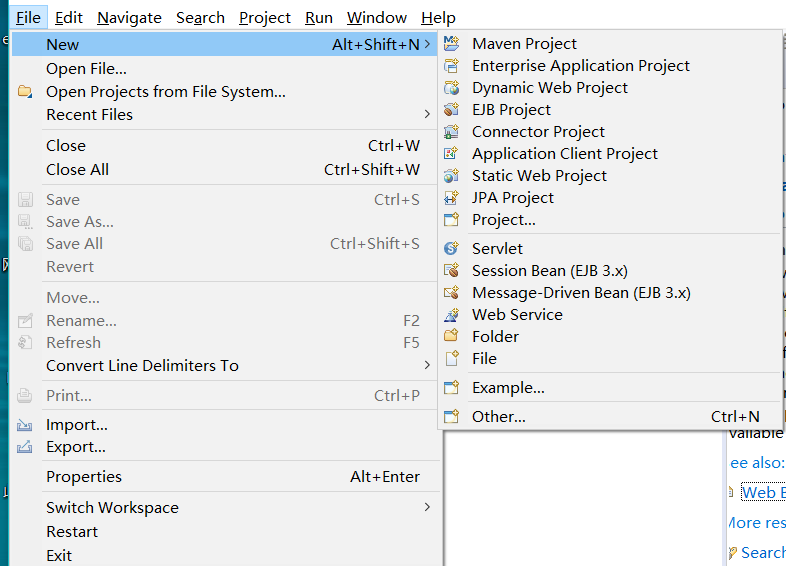 File Edit Navigate Search Project Run Window Help
New Alt+Shift+N
Open File...
Open Projects from File System...
Recent Files
Close Ctrl+W
Close All Ctrl+Shift+W
Save Ctrl+S
Save As...
Save All Ctrl+Shift+S
Revert
Move...
Rename... F2
Refresh F5
Convert Line Delimiters To
Print... Ctrl+P
Import...
Export...
Properties Alt+Enter
Switch Workspace
Restart
Exit
Maven Project
Enterprise Application Project
Dynamic Web Project
EJB Project
Connector Project
Application Client Project
Static Web Project
JPA Project
Project...
Servlet
Session Bean (EJB 3.x)
Message-Driven Bean (EJB 3.x)
Web Service
Folder
File
Example...
Other... Ctrl+N
vailable
ee also:
Web
More res
Search